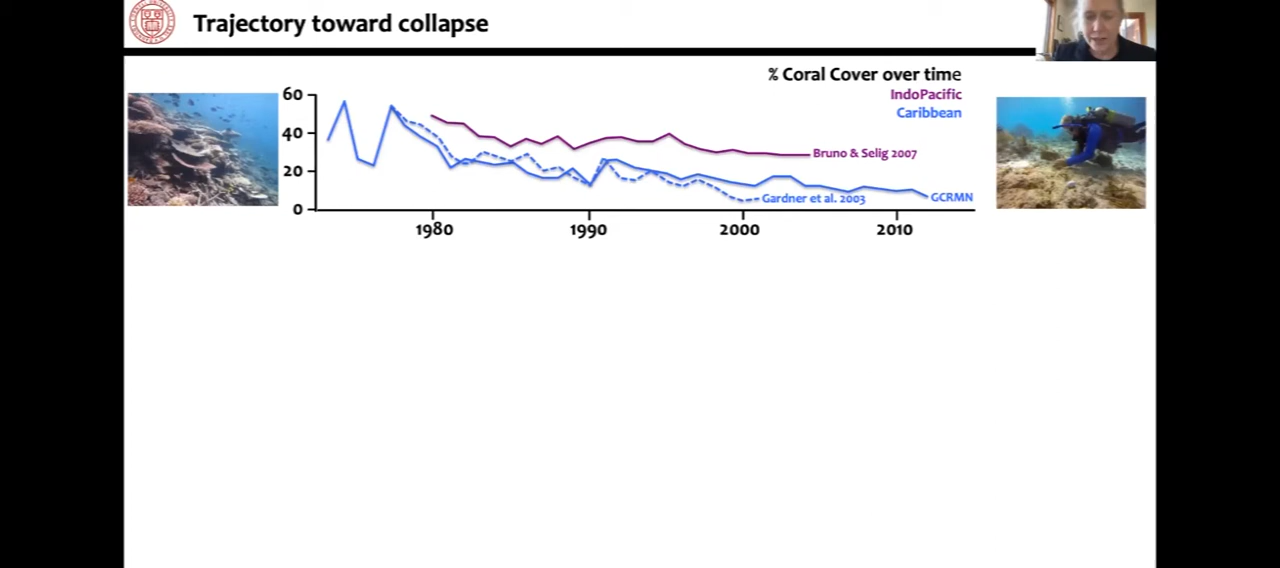 Trajectory toward collapse
% Coral Cover over time
IndoPacific
Caribbean
60
40
20
0
Bruno & Selig 2007
Gardner et al. 2003
GCRMN
1980
1990
2000
2010